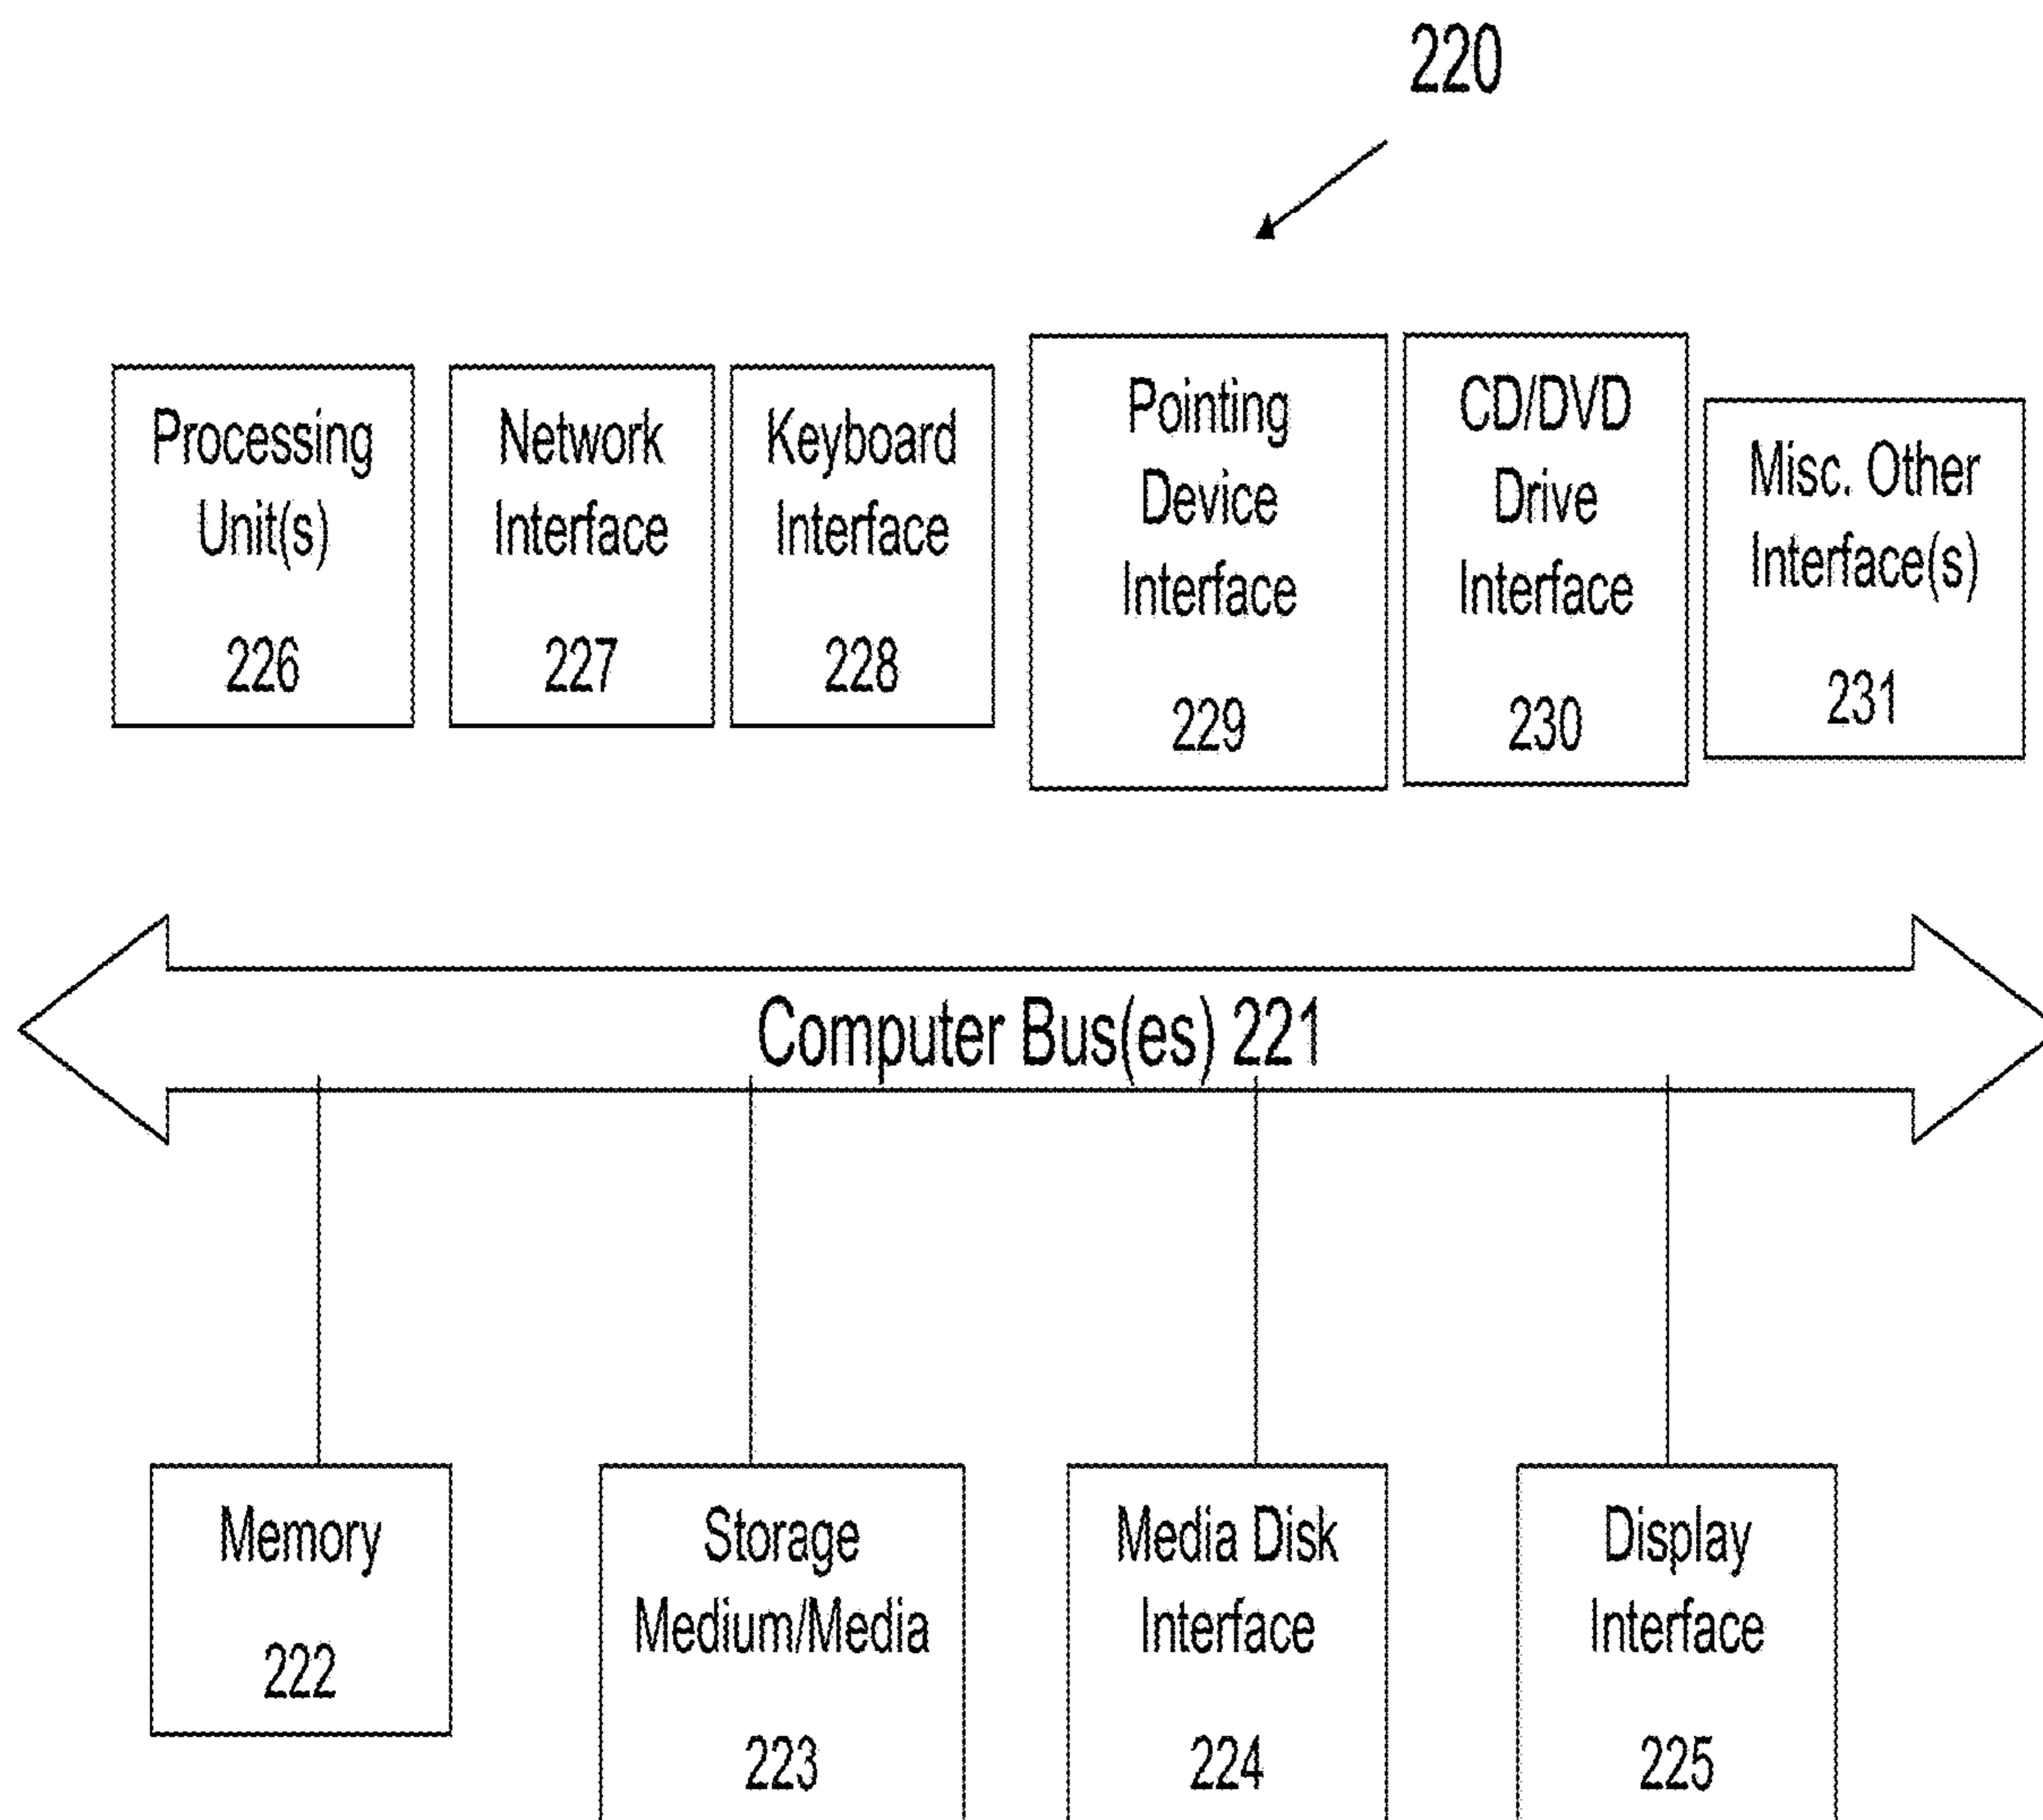 220
Processing
Unit(s)
226
Network
Interface
227
Keyboard
Interface
228
Pointing
Device
Interface
229
CD/DVD
Drive
Interface
230
Misc. Other
Interface(s)
231
Computer Bus(es) 221
Memory
222
Storage
Medium/Media
223
Media Disk
Interface
224
Display
Interface
225